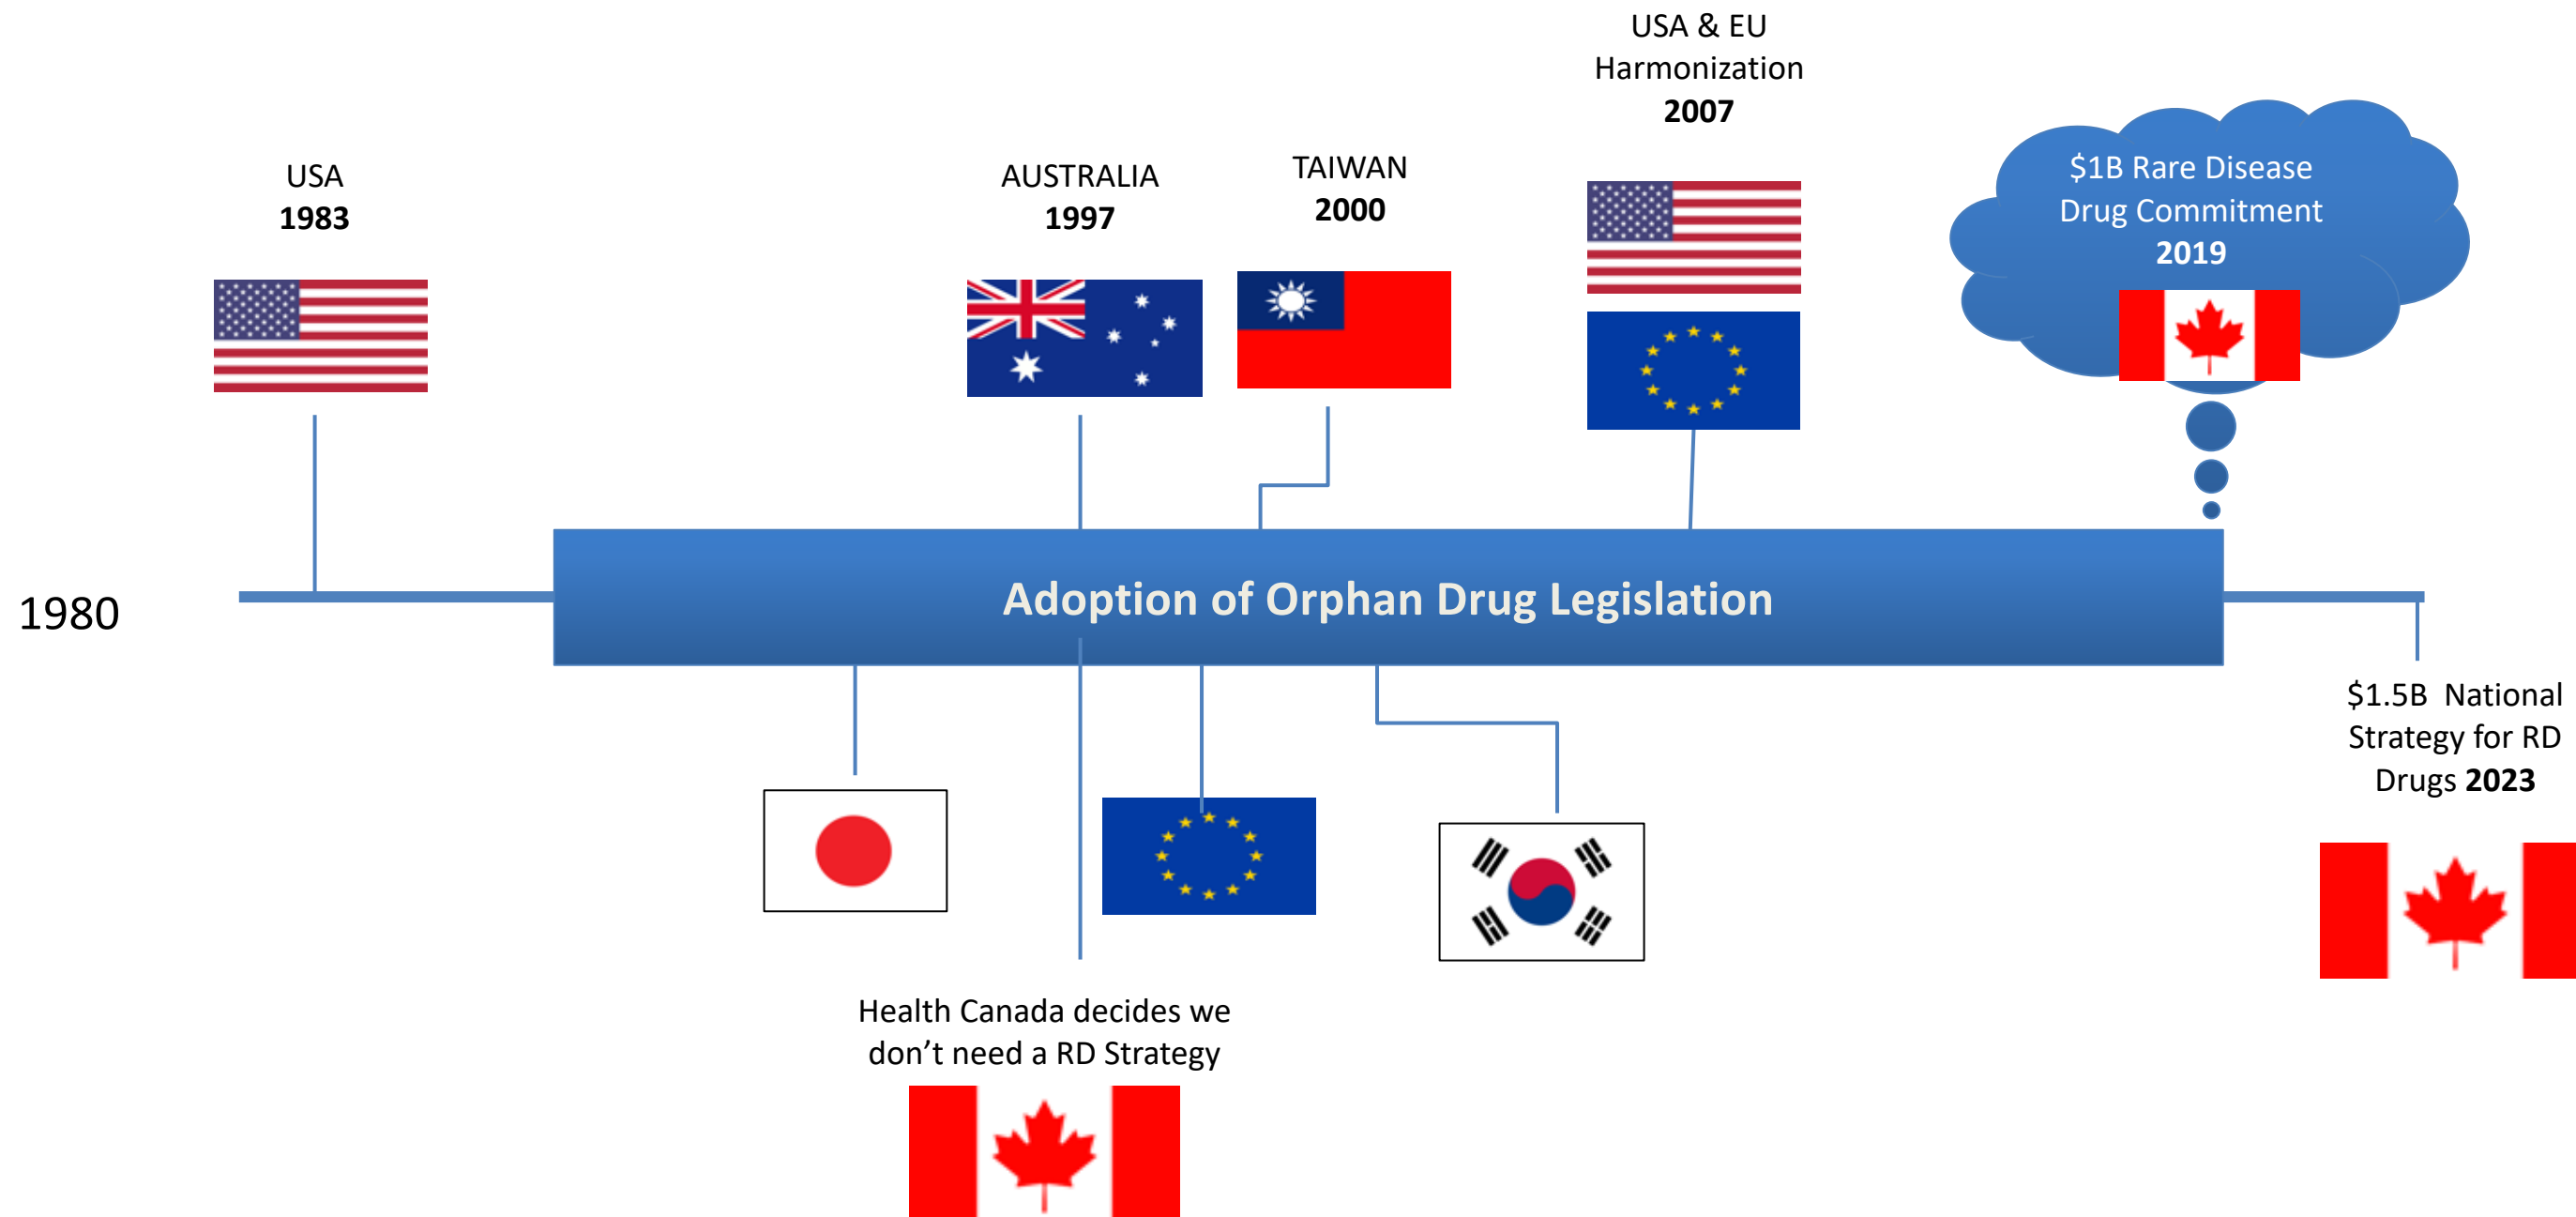 USA & EU
Harmonization
2007
USA
1983
AUSTRALIA
1997
TAIWAN
2000
$1B Rare Disease
Drug Commitment
2019
1980
Adoption of Orphan Drug Legislation
$1.5B  National
Strategy for RD
Drugs 2023
Health Canada decides we
don’t need a RD Strategy